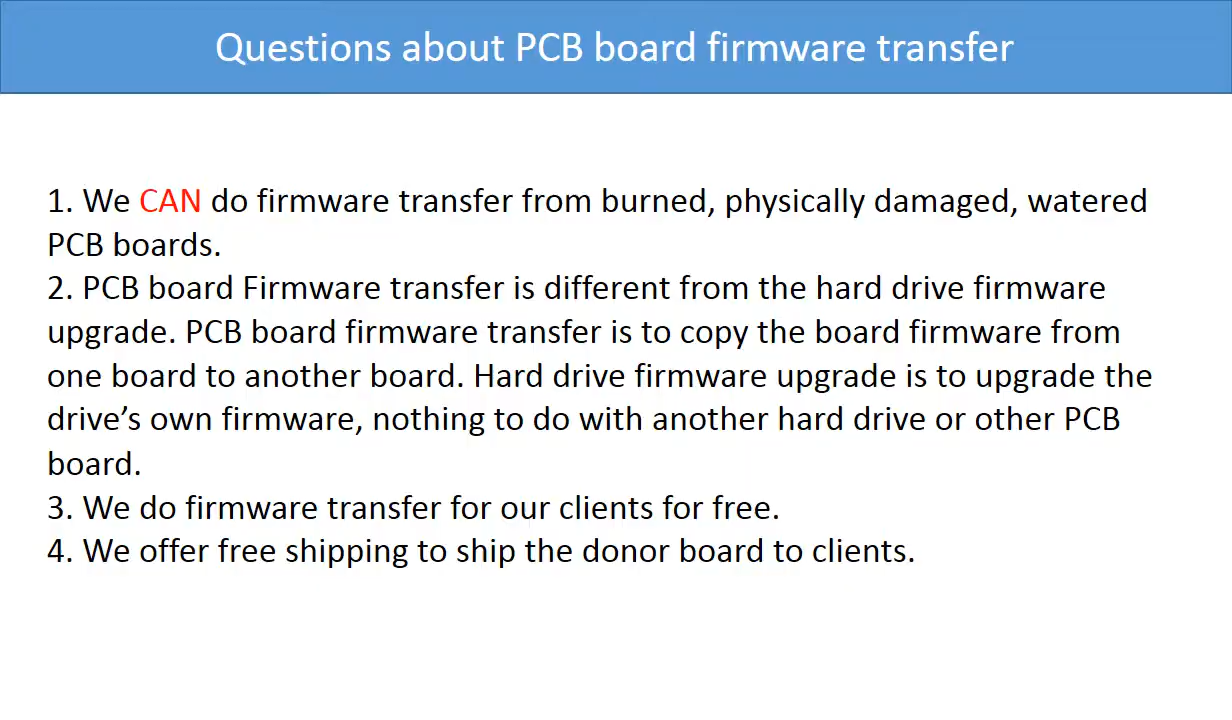 Questions about PCB board firmware transfer
1. We CAN do firmware transfer from burned, physically damaged, watered
PCB boards.
2. PCB board Firmware transfer is different from the hard drive firmware
upgrade. PCB board firmware transfer is to copy the board firmware from
one board to another board. Hard drive firmware upgrade is to upgrade the
drive’s own firmware, nothing to do with another hard drive or other PCB
board.
3. We do firmware transfer for our clients for free.
4. We offer free shipping to ship the donor board to clients.